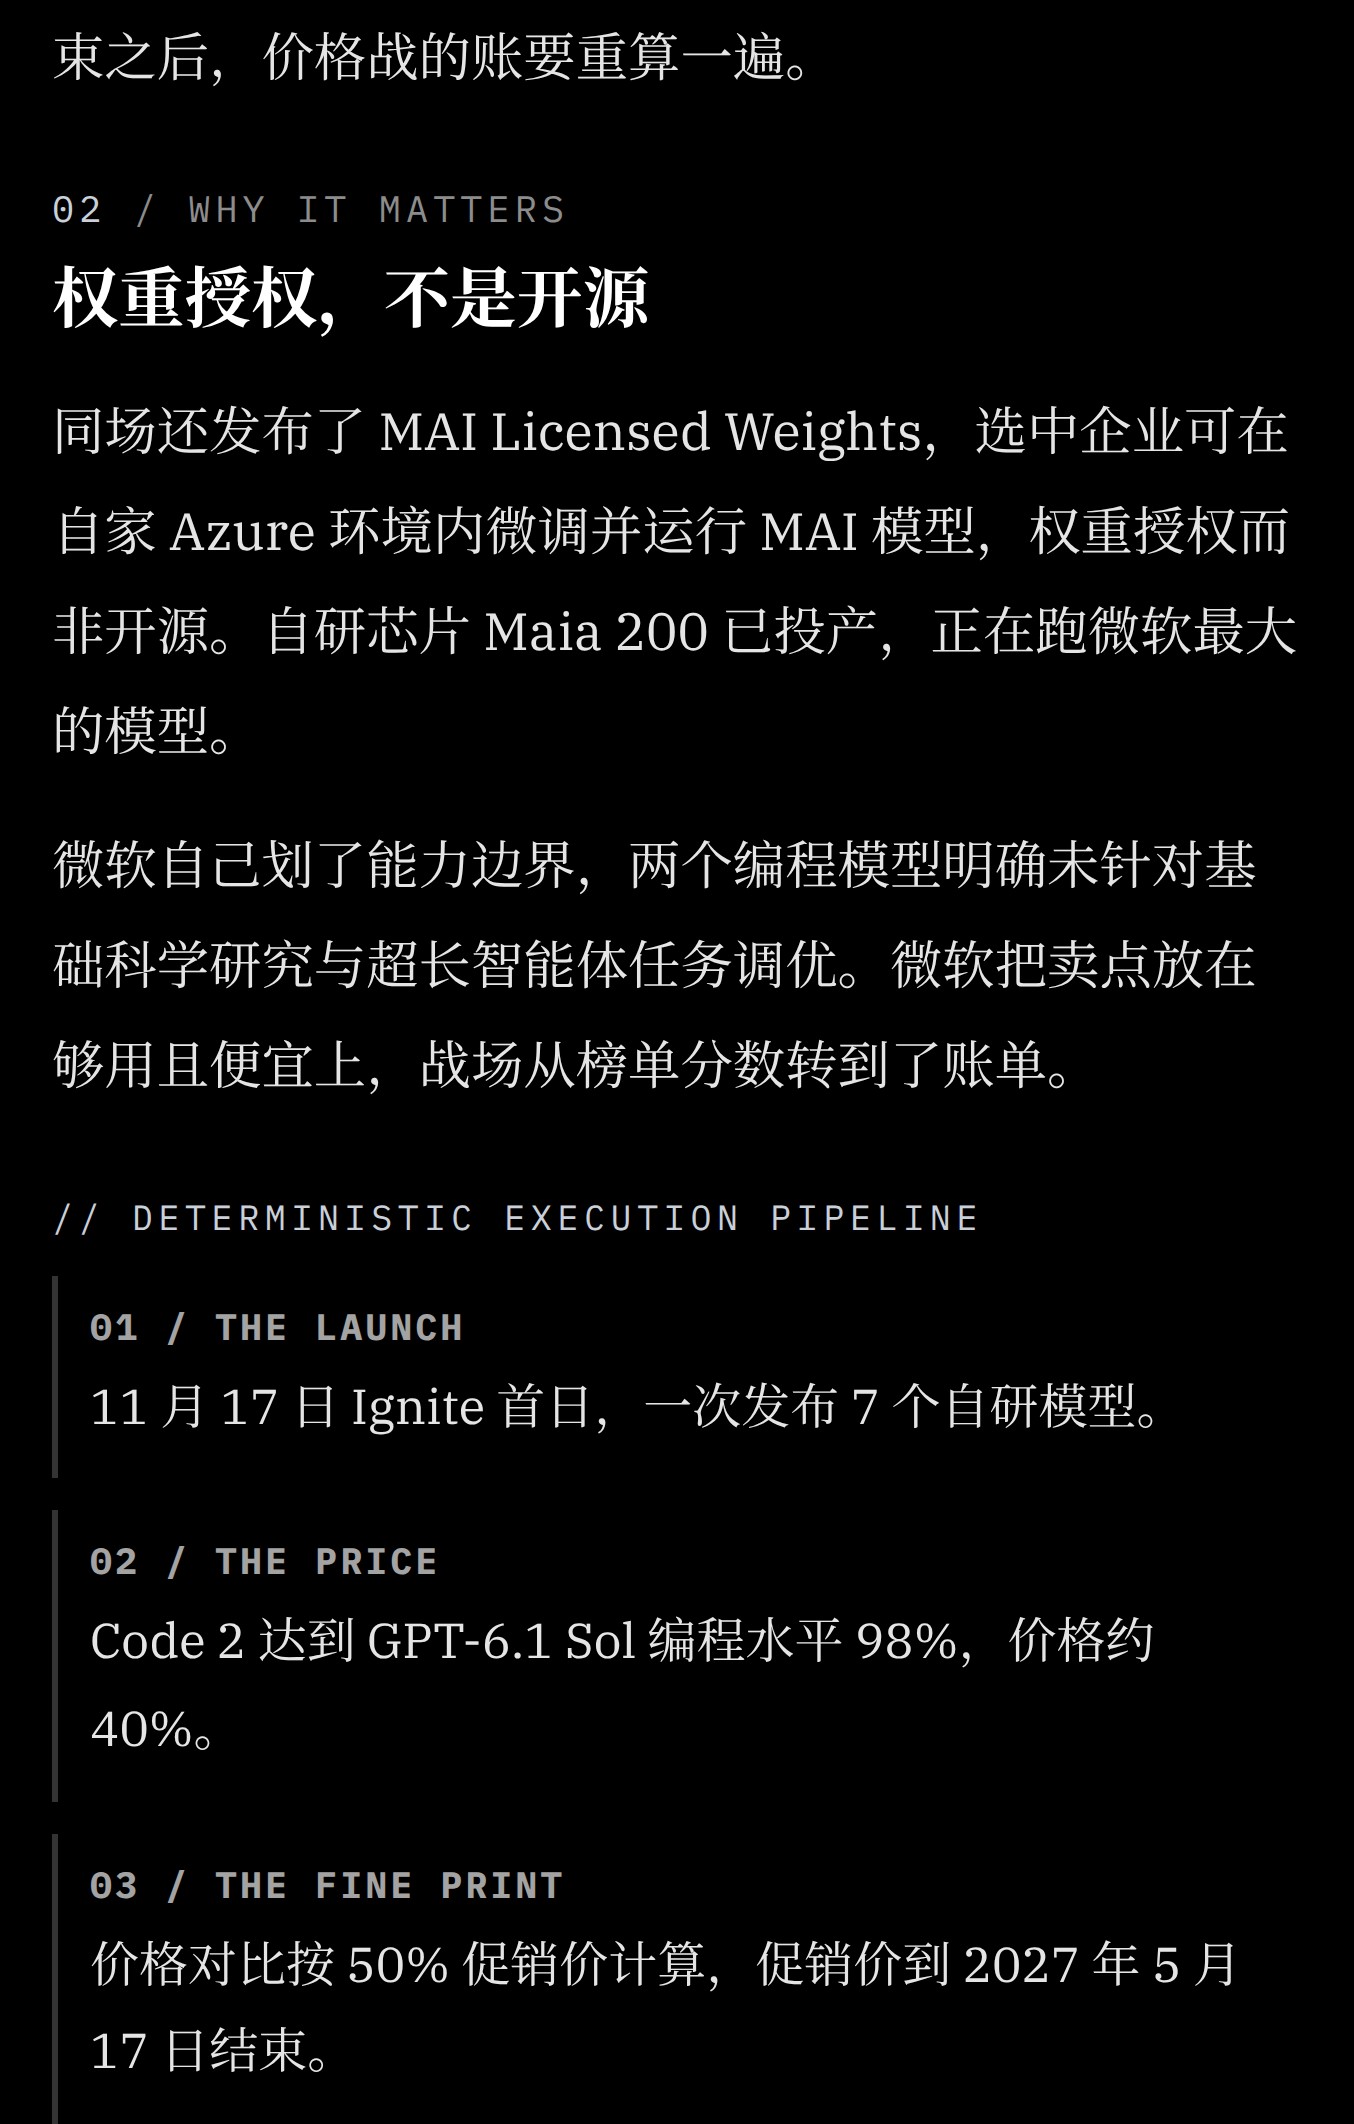 束之后，价格战的账要重算一遍。
02 / WHY IT MATTERS
权重授权，不是开源
同场还发布了 MAI Licensed Weights，选中企业可在
自家 Azure 环境内微调并运行 MAI 模型，权重授权而
非开源。自研芯片 Maia 200 已投产，正在跑微软最大
的模型。
微软自己划了能力边界，两个编程模型明确未针对基
础科学研究与超长智能体任务调优。微软把卖点放在
够用且便宜上，战场从榜单分数转到了账单。
// DETERMINISTIC EXECUTION PIPELINE
01 / THE LAUNCH
11 月 17 日 Ignite 首日，一次发布 7 个自研模型。
02 / THE PRICE
Code 2 达到 GPT-6.1 Sol 编程水平 98%，价格约
40%。
03 / THE FINE PRINT
价格对比按 50% 促销价计算，促销价到 2027 年 5 月
17 日结束。